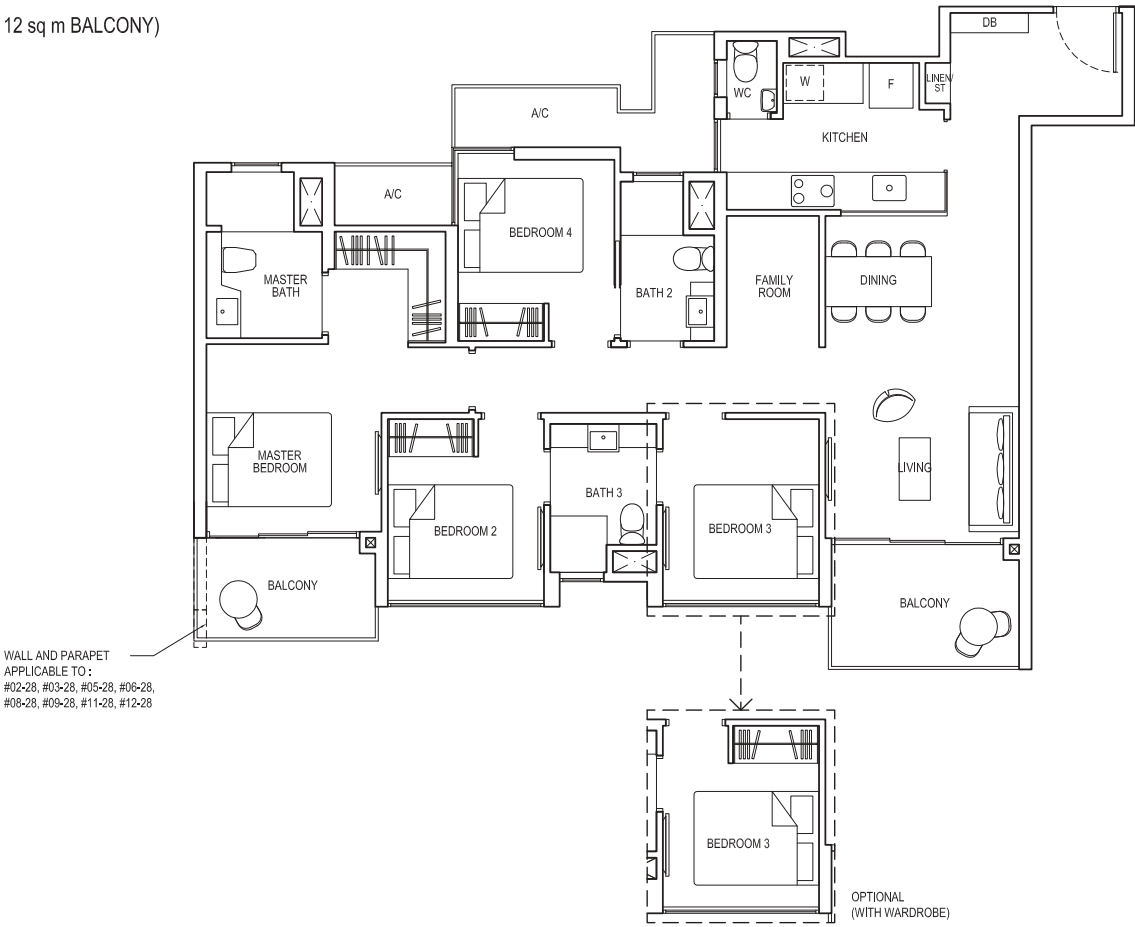 12 sq m BALCONY)
DB
A/C
WC
W
F
LINEN/
ST
KITCHEN
A/C
BEDROOM 4
MASTER
BATH
BATH 2
FAMILY
ROOM
DINING
MASTER
BEDROOM
BEDROOM 2
BATH 3
BEDROOM 3
LIVING
BALCONY
BALCONY
WALL AND PARAPET
APPLICABLE TO :
#02-28, #03-28, #05-28, #06-28,
#08-28, #09-28, #11-28, #12-28
BEDROOM 3
OPTIONAL
(WITH WARDROBE)